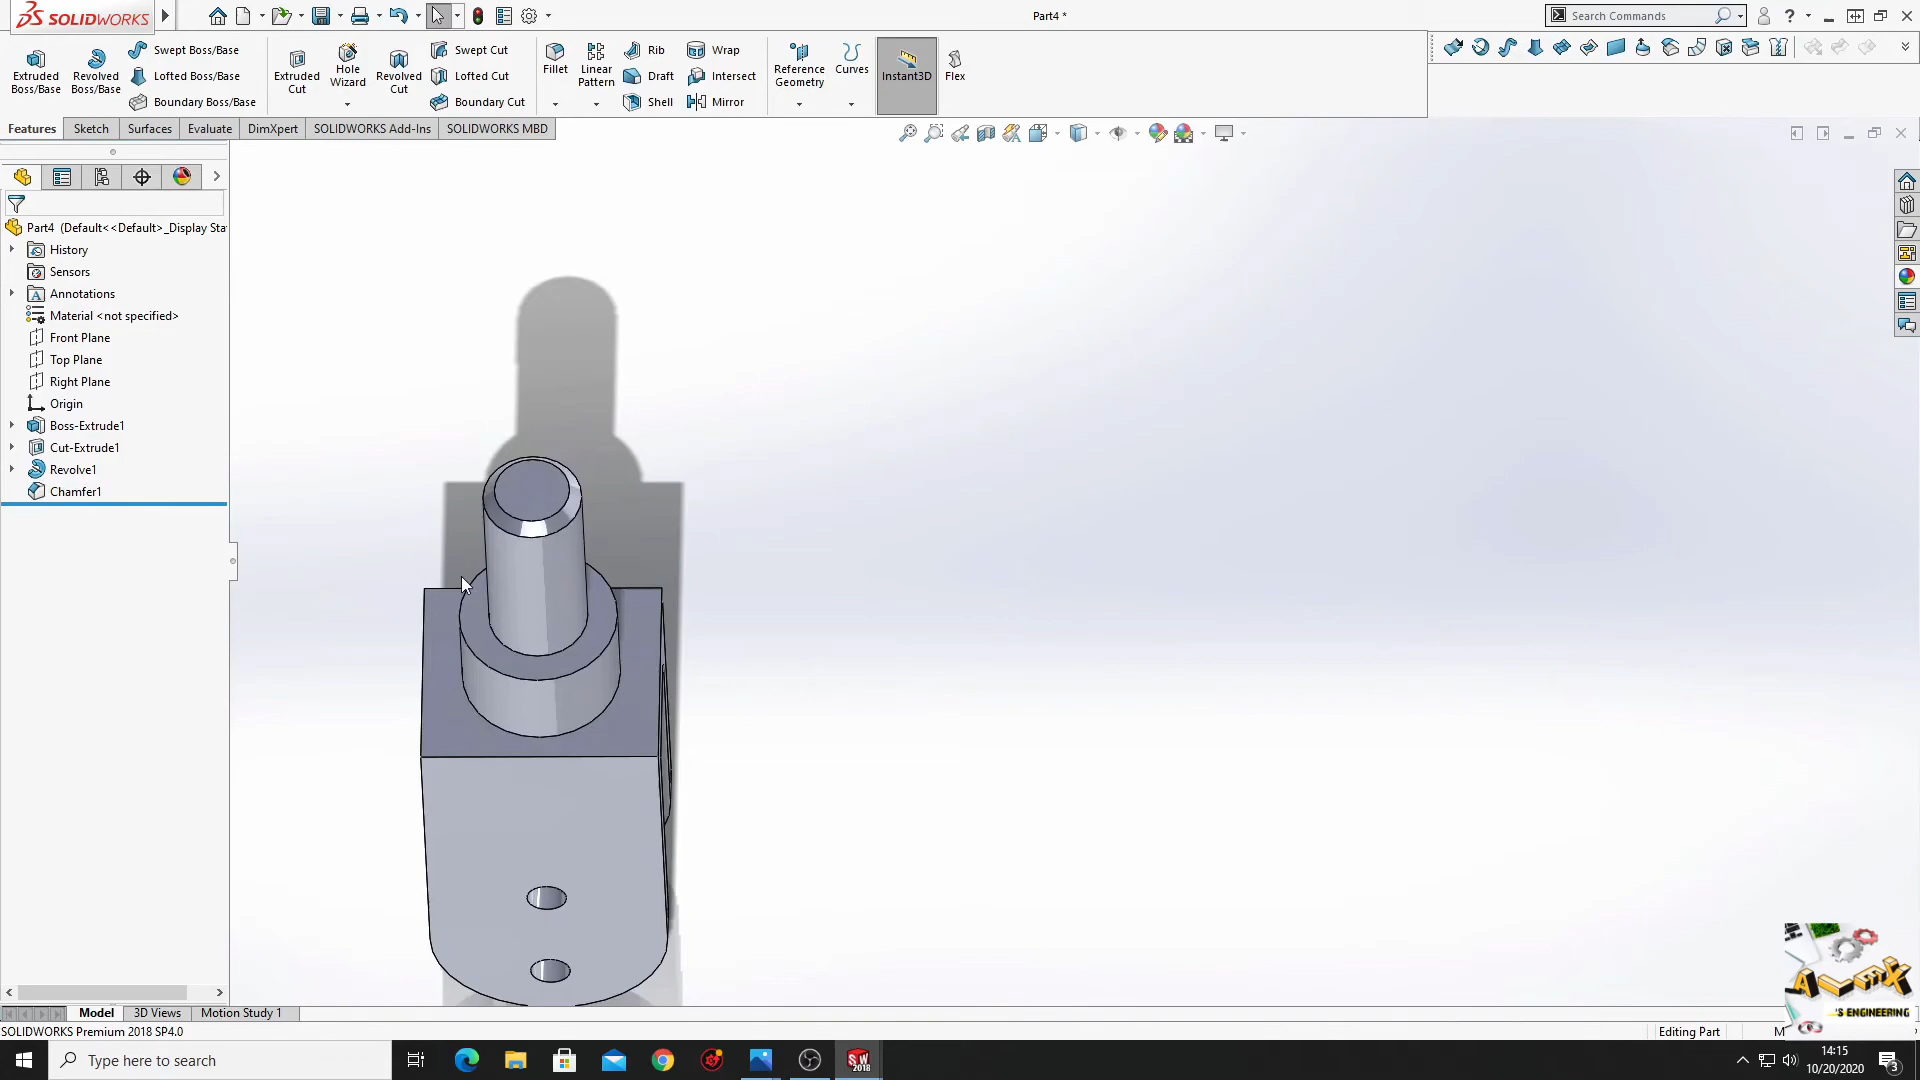 SOLIDWORKS
Part4 *
Search Commands
Extruded Boss/Base
Revolved Boss/Base
Swept Boss/Base
Lofted Boss/Base
Boundary Boss/Base
Extruded Cut
Hole Wizard
Revolved Cut
Swept Cut
Lofted Cut
Boundary Cut
Fillet
Linear Pattern
Rib
Draft
Shell
Wrap
Intersect
Mirror
Reference Geometry
Curves
Instant3D
Flex
Features
Sketch
Surfaces
Evaluate
DimXpert
SOLIDWORKS Add-Ins
SOLIDWORKS MBD
Part4 (Default<<Default>_Display Sta
History
Sensors
Annotations
Material <not specified>
Front Plane
Top Plane
Right Plane
Origin
Boss-Extrude1
Cut-Extrude1
Revolve1
Chamfer1
Model
3D Views
Motion Study 1
SOLIDWORKS Premium 2018 SP4.0
Editing Part
M
ALEX
'S ENGINEERING
Type here to search
SW
2018
14:15
10/20/2020
3